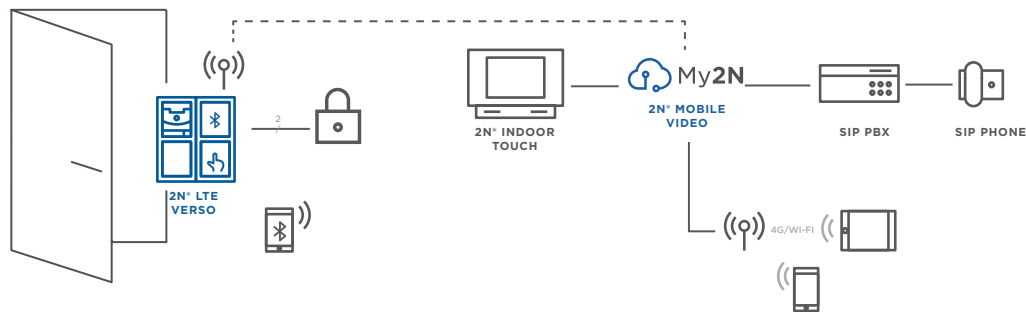 My2N
2
2N® MOBILE
VIDEO
2N® INDOOR
TOUCH
SIP PBX
SIP PHONE
2N® LTE
VERSO
4G/WI-FI